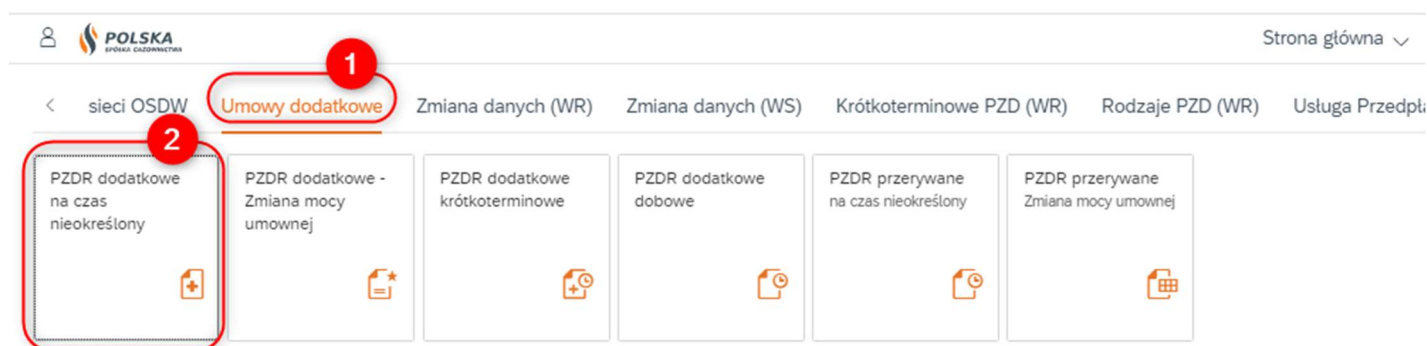 POLSKA
SPÓŁKA GAZOWNICTWA
Strona główna
1
sieci OSDW
Umowy dodatkowe
Zmiana danych (WR)
Zmiana danych (WS)
Krótkoterminowe PZD (WR)
Rodzaje PZD (WR)
Usługa Przedpł
2
PZDR dodatkowe
na czas
nieokreślony
PZDR dodatkowe -
Zmiana mocy
umownej
PZDR dodatkowe
krótkoterminowe
PZDR dodatkowe
dobowe
PZDR przerywane
na czas nieokreślony
PZDR przerywane
Zmiana mocy umownej